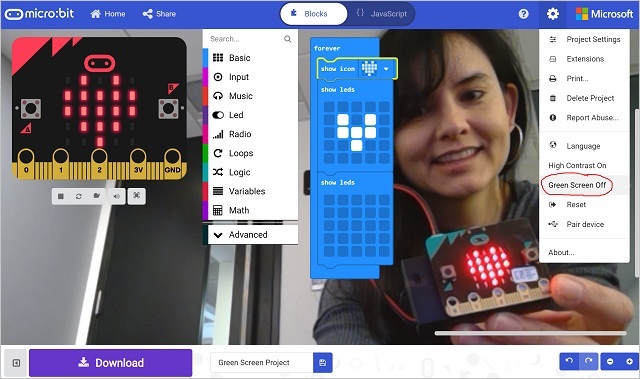 micro:bit
Home
Share
Blocks
JavaScript
Microsoft
A
B
0 1 2 3V GND
Search...
Basic
Input
Music
Led
Radio
Loops
Logic
Variables
Math
Advanced
forever
show icon
show leds
show leds
Project Settings
Extensions
Print...
Delete Project
Report Abuse...
Language
High Contrast On
Green Screen Off
Reset
Pair device
About...
Download
Green Screen Project